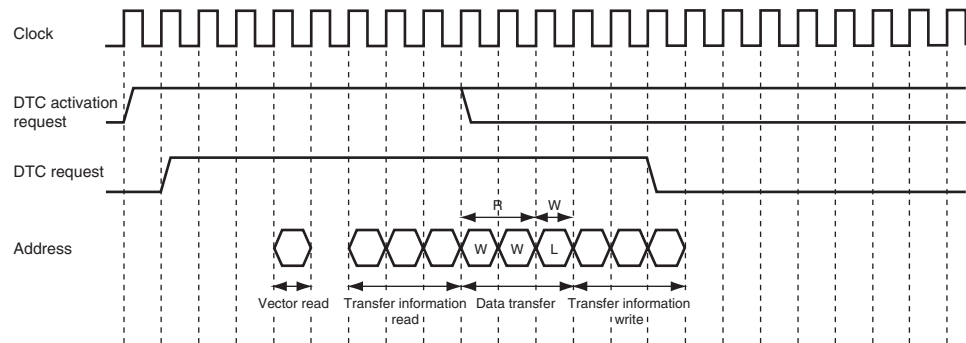 Clock
DTC activation
request
DTC request
R W
Address
W W L
Vector read Transfer information Data transfer Transfer information
read write